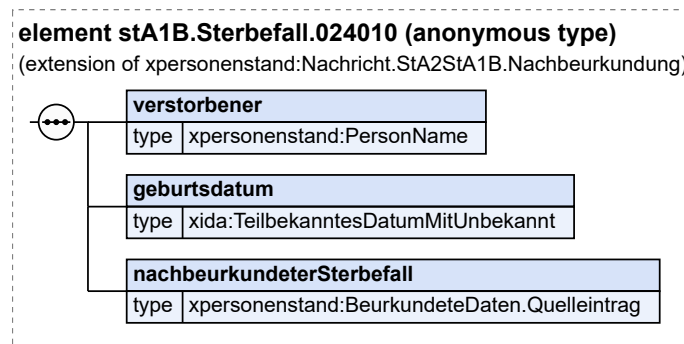 element stA1B.Sterbefall.024010 (anonymous type)
(extension of xpersonenstand:Nachricht.StA2StA1B.Nachbeurkundung)
verstorbener
type xpersonenstand:PersonName
geburtsdatum
type xida:TeilbekanntesDatumMitUnbekannt
nachbeurkundeterSterbefall
type xpersonenstand:BeurkundeteDaten.Quelleintrag